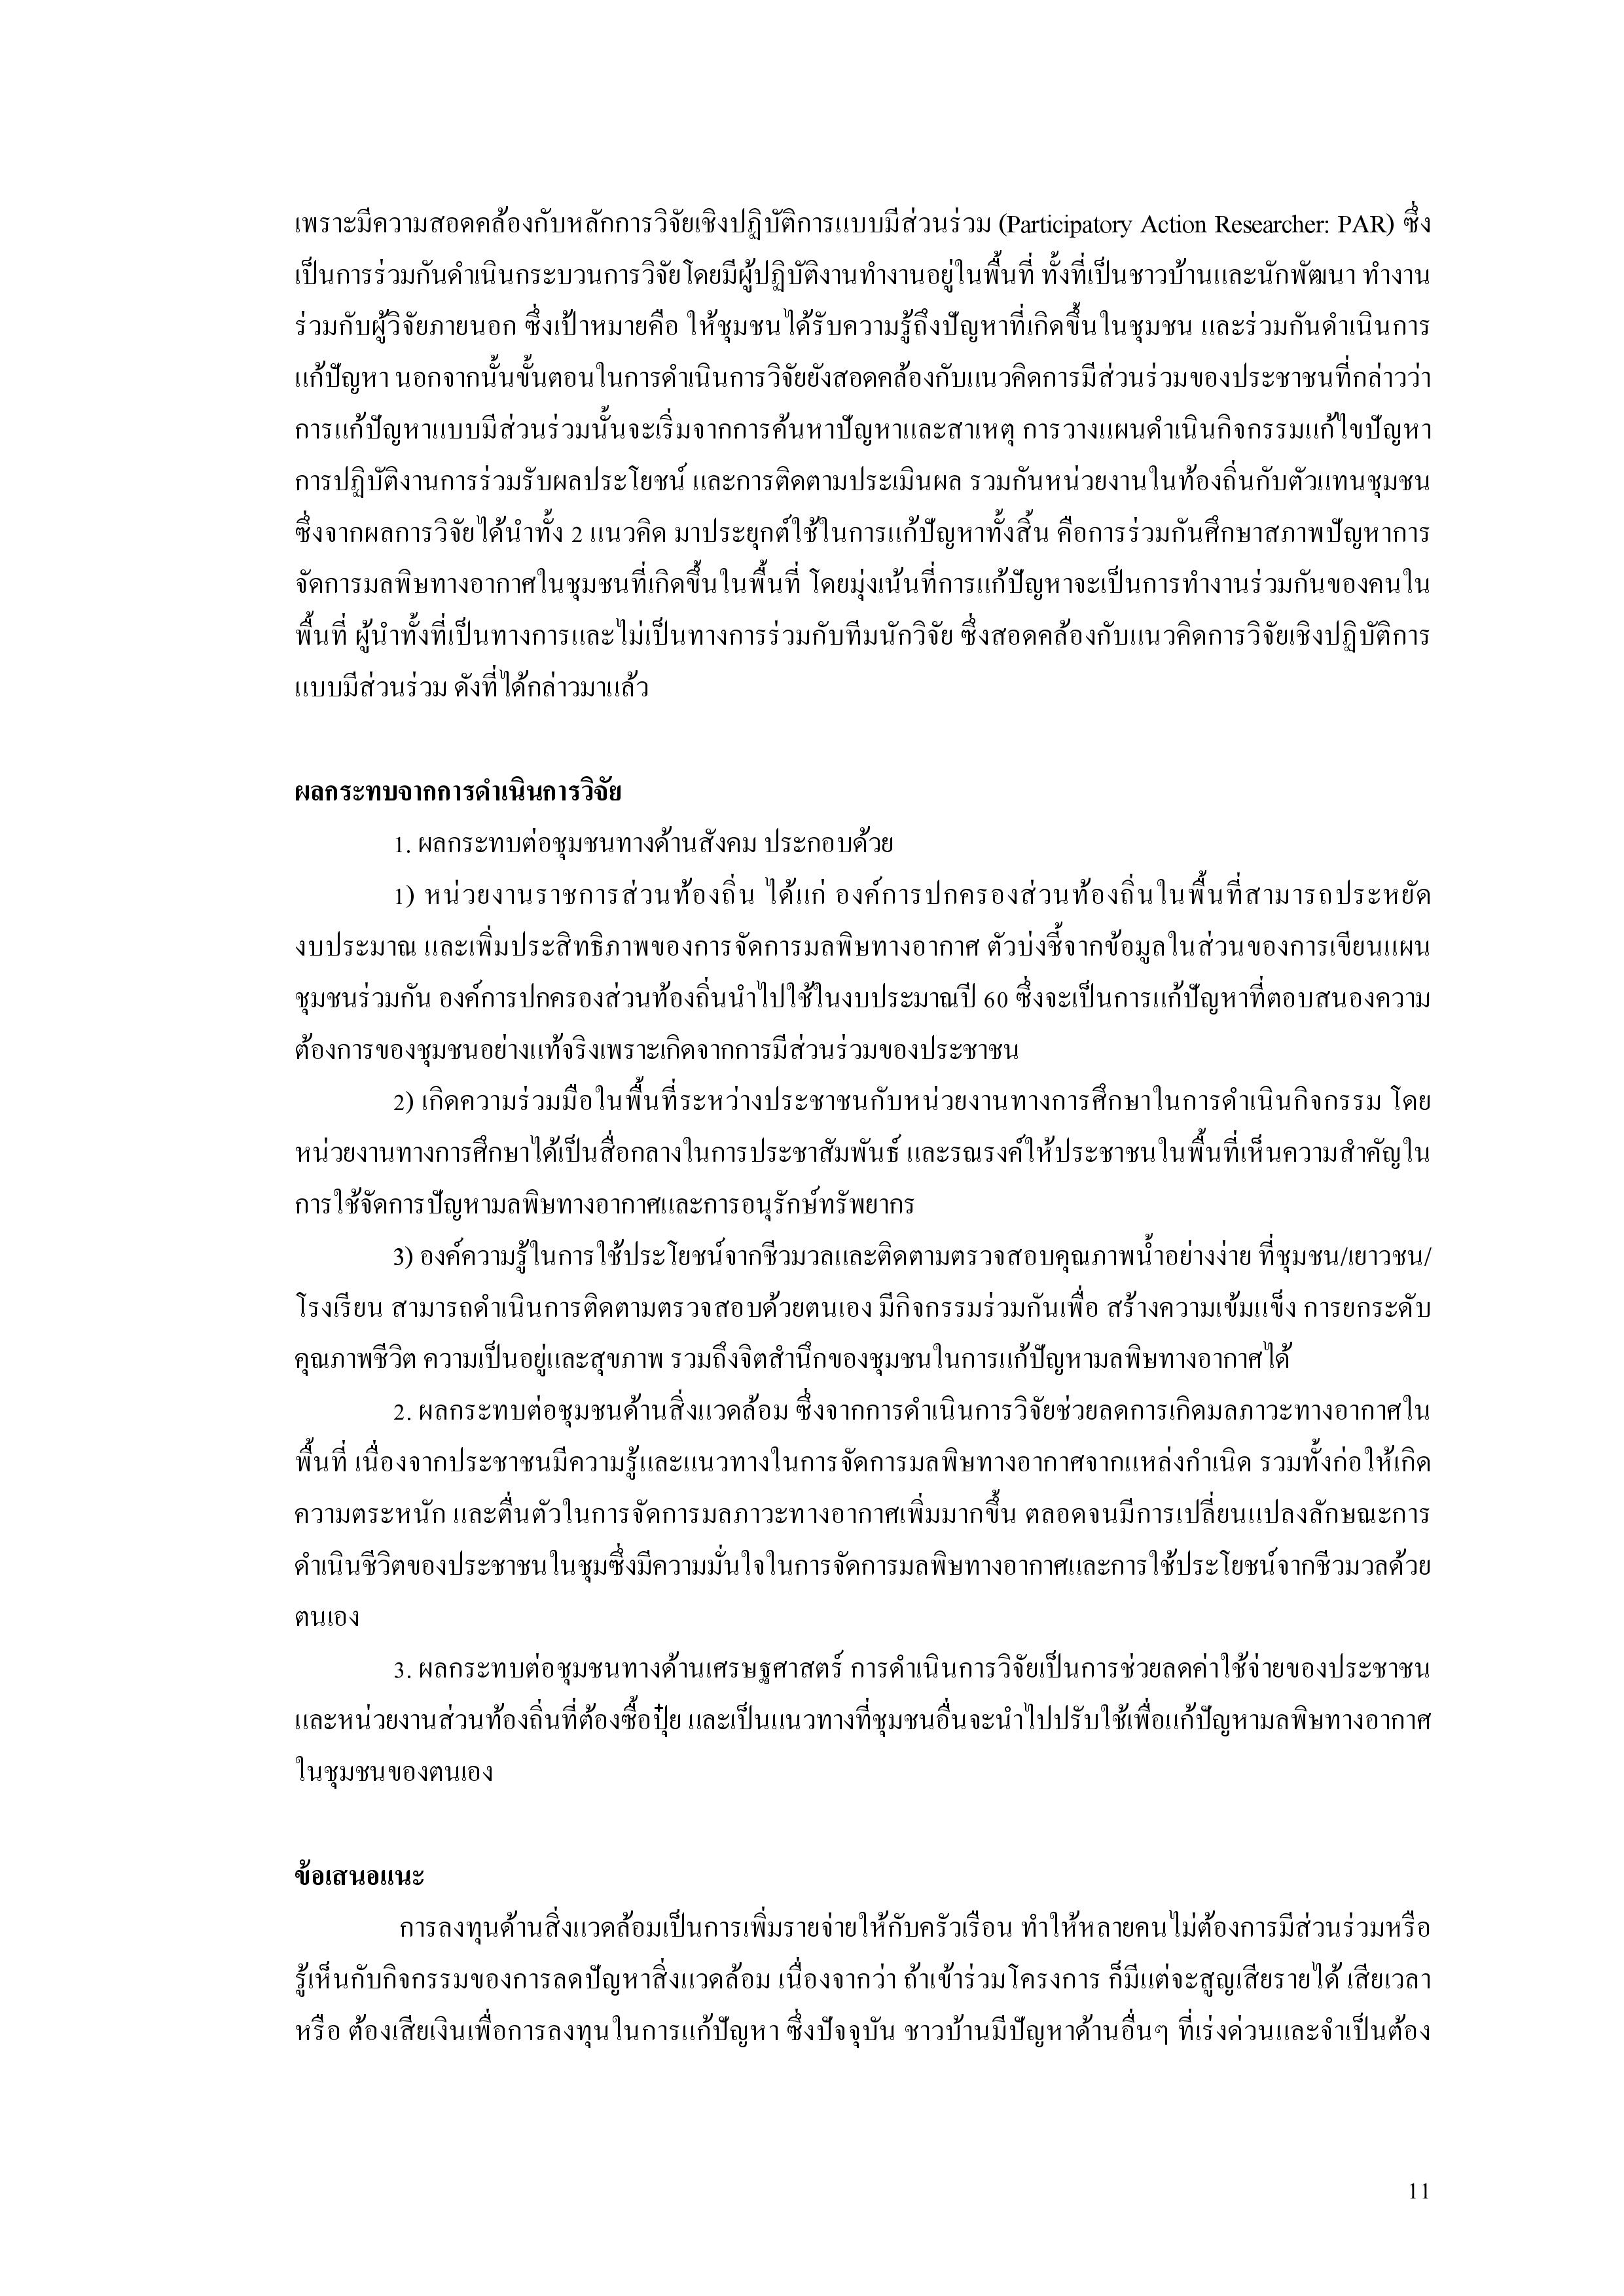 เพราะมีความสอดคล้องกับหลักการวิจัยเชิงปฏิบัติการแบบมีส่วนร่วม (Participatory Action Researcher: PAR) ซึ่ง
เป็นการร่วมกันดำเนินกระบวนการวิจัยโดยมีผู้ปฏิบัติงานทำงานอยู่ในพื้นที่ ทั้งที่เป็นชาวบ้านและนักพัฒนา ทำงาน
ร่วมกับผู้วิจัยภายนอก ซึ่งเป้าหมายคือ ให้ชุมชนได้รับความรู้ถึงปัญหาที่เกิดขึ้นในชุมชน และร่วมกันดำเนินการ
แก้ปัญหา นอกจากนั้นขั้นตอนในการดำเนินการวิจัยยังสอดคล้องกับแนวคิดการมีส่วนร่วมของประชาชนที่กล่าวว่า
การแก้ปัญหาแบบมีส่วนร่วมนั้นจะเริ่มจากการค้นหาปัญหาและสาเหตุ การวางแผนดำเนินกิจกรรมแก้ไขปัญหา
การปฏิบัติงานการร่วมรับผลประโยชน์ และการติดตามประเมินผล รวมกันหน่วยงานในท้องถิ่นกับตัวแทนชุมชน
ซึ่งจากผลการวิจัยได้นำทั้ง 2 แนวคิด มาประยุกต์ใช้ในการแก้ปัญหาทั้งสิ้น คือการร่วมกันศึกษาสภาพปัญหาการ
จัดการมลพิษทางอากาศในชุมชนที่เกิดขึ้นในพื้นที่ โดยมุ่งเน้นที่การแก้ปัญหาจะเป็นการทำงานร่วมกันของคนใน
พื้นที่ ผู้นำทั้งที่เป็นทางการและไม่เป็นทางการร่วมกับทีมนักวิจัย ซึ่งสอดคล้องกับแนวคิดการวิจัยเชิงปฏิบัติการ
แบบมีส่วนร่วม ดังที่ได้กล่าวมาแล้ว
ผลกระทบจากการดำเนินการวิจัย
1. ผลกระทบต่อชุมชนทางด้านสังคม ประกอบด้วย
1) หน่วยงานราชการส่วนท้องถิ่น ได้แก่ องค์การปกครองส่วนท้องถิ่นในพื้นที่สามารถประหยัด
งบประมาณ และเพิ่มประสิทธิภาพของการจัดการมลพิษทางอากาศ ตัวบ่งชี้จากข้อมูลในส่วนของการเขียนแผน
ชุมชนร่วมกัน องค์การปกครองส่วนท้องถิ่นนำไปใช้ในงบประมาณปี 60 ซึ่งจะเป็นการแก้ปัญหาที่ตอบสนองความ
ต้องการของชุมชนอย่างแท้จริงเพราะเกิดจากการมีส่วนร่วมของประชาชน
2) เกิดความร่วมมือในพื้นที่ระหว่างประชาชนกับหน่วยงานทางการศึกษาในการดำเนินกิจกรรม โดย
หน่วยงานทางการศึกษาได้เป็นสื่อกลางในการประชาสัมพันธ์ และรณรงค์ให้ประชาชนในพื้นที่เห็นความสำคัญใน
การใช้จัดการปัญหามลพิษทางอากาศและการอนุรักษ์ทรัพยากร
3) องค์ความรู้ในการใช้ประโยชน์จากชีวมวลและติดตามตรวจสอบคุณภาพน้ำอย่างง่าย ที่ชุมชน/เยาวชน/
โรงเรียน สามารถดำเนินการติดตามตรวจสอบด้วยตนเอง มีกิจกรรมร่วมกันเพื่อ สร้างความเข้มแข็ง การยกระดับ
คุณภาพชีวิต ความเป็นอยู่และสุขภาพ รวมถึงจิตสำนึกของชุมชนในการแก้ปัญหามลพิษทางอากาศได้
2. ผลกระทบต่อชุมชนด้านสิ่งแวดล้อม ซึ่งจากการดำเนินการวิจัยช่วยลดการเกิดมลภาวะทางอากาศใน
พื้นที่ เนื่องจากประชาชนมีความรู้และแนวทางในการจัดการมลพิษทางอากาศจากแหล่งกำเนิด รวมทั้งก่อให้เกิด
ความตระหนัก และตื่นตัวในการจัดการมลภาวะทางอากาศเพิ่มมากขึ้น ตลอดจนมีการเปลี่ยนแปลงลักษณะการ
ดำเนินชีวิตของประชาชนในชุมซึ่งมีความมั่นใจในการจัดการมลพิษทางอากาศและการใช้ประโยชน์จากชีวมวลด้วย
ตนเอง
3. ผลกระทบต่อชุมชนทางด้านเศรษฐศาสตร์ การดำเนินการวิจัยเป็นการช่วยลดค่าใช้จ่ายของประชาชน
และหน่วยงานส่วนท้องถิ่นที่ต้องซื้อปุ๋ย และเป็นแนวทางที่ชุมชนอื่นจะนำไปปรับใช้เพื่อแก้ปัญหามลพิษทางอากาศ
ในชุมชนของตนเอง
ข้อเสนอแนะ
การลงทุนด้านสิ่งแวดล้อมเป็นการเพิ่มรายจ่ายให้กับครัวเรือน ทำให้หลายคนไม่ต้องการมีส่วนร่วมหรือ
รู้เห็นกับกิจกรรมของการลดปัญหาสิ่งแวดล้อม เนื่องจากว่า ถ้าเข้าร่วมโครงการ ก็มีแต่จะสูญเสียรายได้ เสียเวลา
หรือ ต้องเสียเงินเพื่อการลงทุนในการแก้ปัญหา ซึ่งปัจจุบัน ชาวบ้านมีปัญหาด้านอื่นๆ ที่เร่งด่วนและจำเป็นต้อง
11